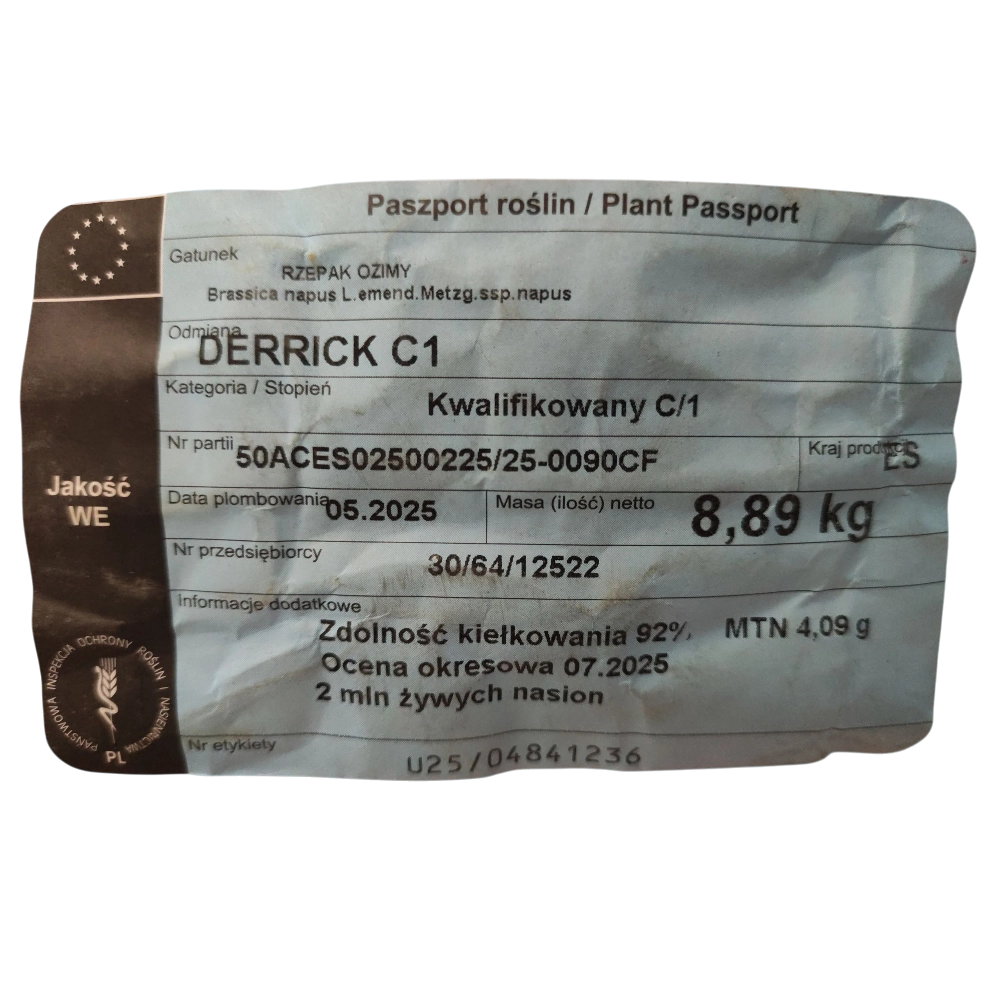 Paszport roślin / Plant Passport
Gatunek
RZEPAK OZIMY
Brassica napus L.emend.Metzg.ssp.napus
Odmiana
DERRICK C1
Kategoria / Stopień
Kwalifikowany C/1
Nr partii 50ACES02500225/25-0090CF
Kraj produkcji ES
Jakość
WE
Data plombowania 05.2025
Masa (ilość) netto 8,89 kg
Nr przedsiębiorcy
30/64/12522
Informacje dodatkowe
Zdolność kiełkowania 92% MTN 4,09 g
Ocena okresowa 07.2025
2 mln żywych nasion
PAŃSTWOWA INSPEKCJA OCHRONY ROŚLIN I NASIENNICTWA
PL
Nr etykiety
U25/04841236